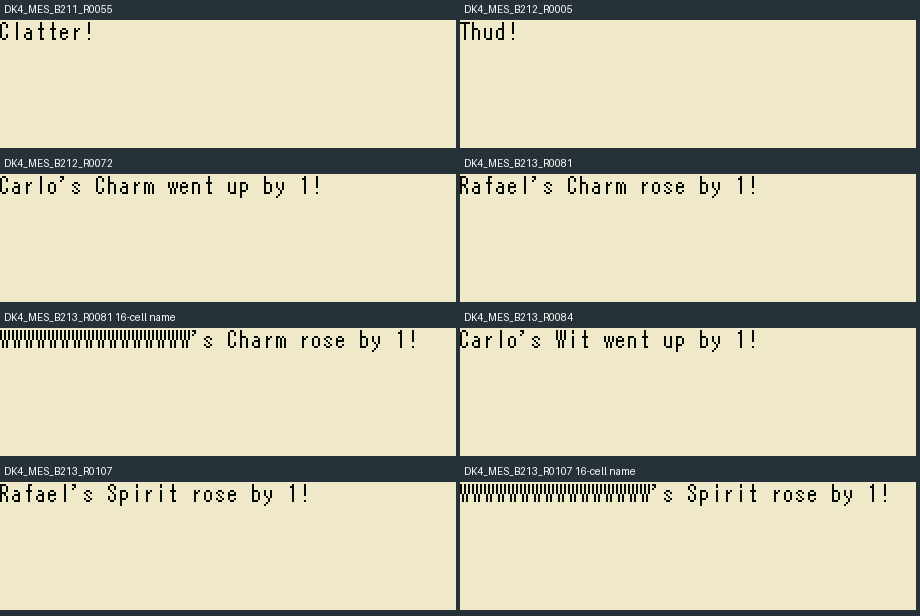 DK4_MES_B211_R0055
Clatter!
DK4_MES_B212_R0005
Thud!
DK4_MES_B212_R0072
Carlo's Charm went up by 1!
DK4_MES_B213_R0081
Rafael's Charm rose by 1!
DK4_MES_B213_R0081 16-cell name
WWWWWWWWWWWWWWWW's Charm rose by 1!
DK4_MES_B213_R0084
Carlo's Wit went up by 1!
DK4_MES_B213_R0107
Rafael's Spirit rose by 1!
DK4_MES_B213_R0107 16-cell name
WWWWWWWWWWWWWWWW's Spirit rose by 1!